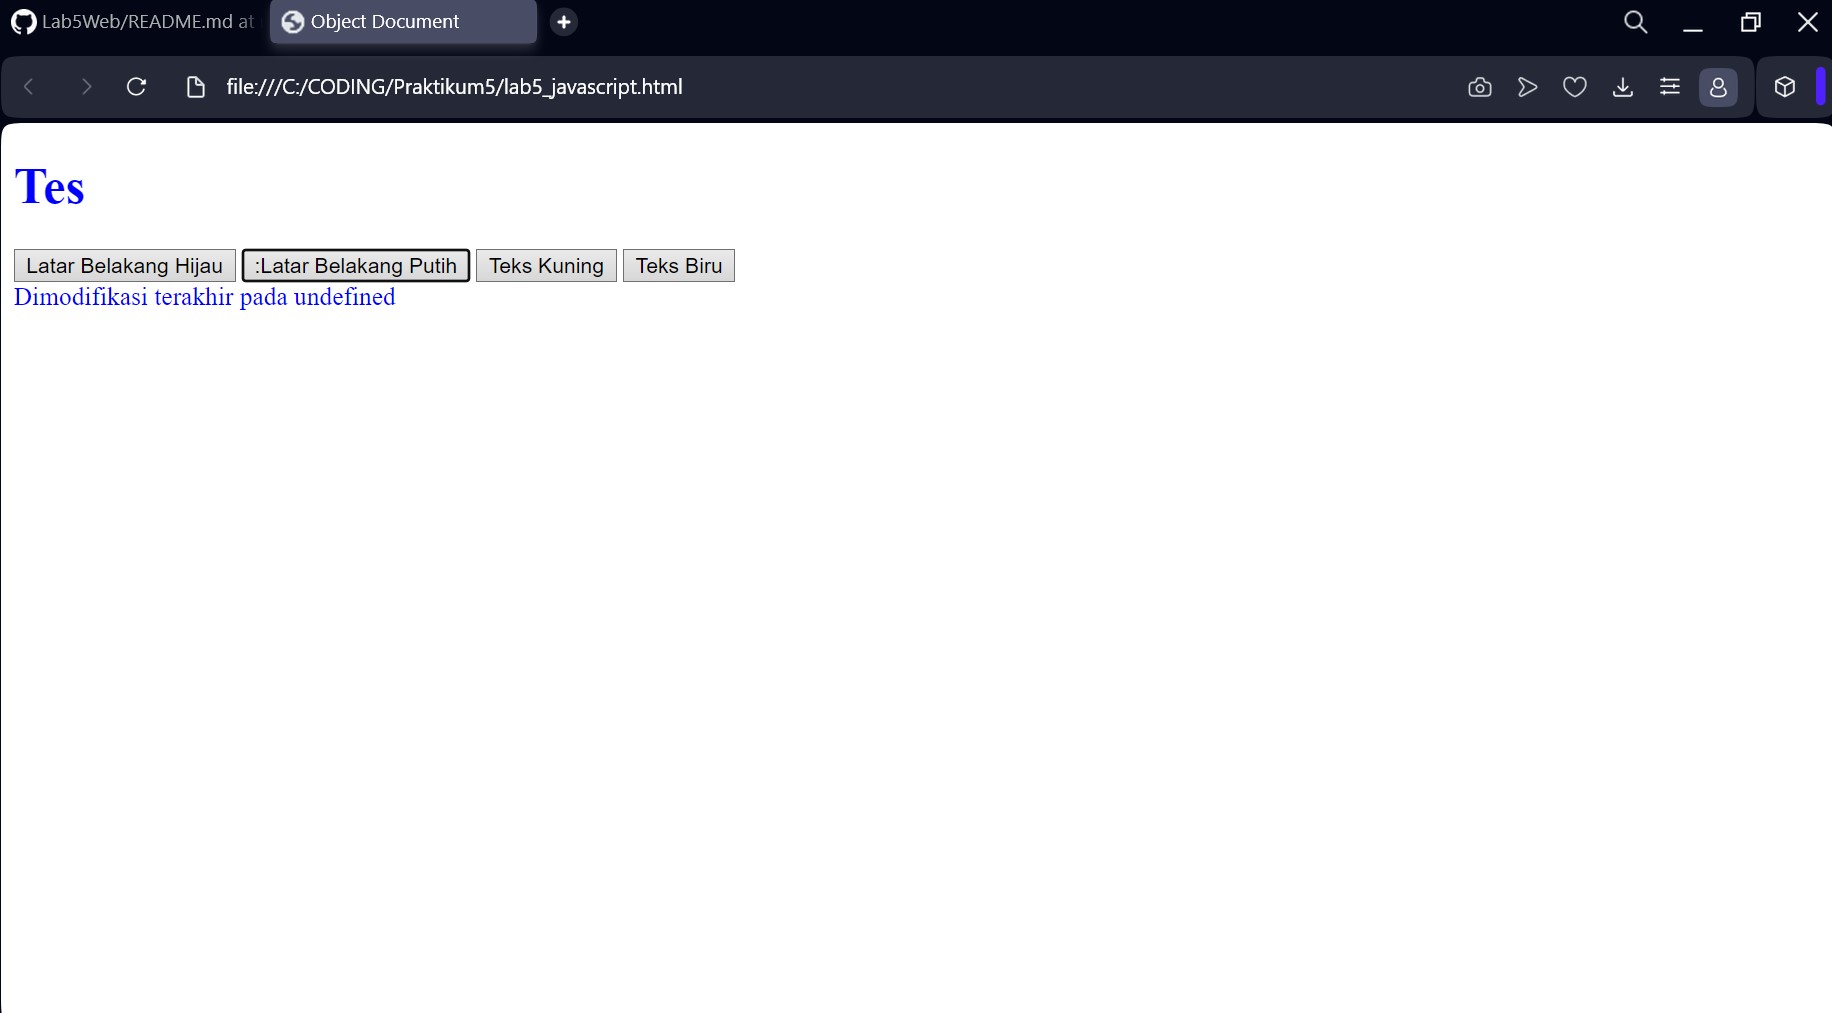 Lab5Web/README.md at
Object Document
file:///C:/CODING/Praktikum5/lab5_javascript.html
Tes
Latar Belakang Hijau :Latar Belakang Putih Teks Kuning Teks Biru
Dimodifikasi terakhir pada undefined